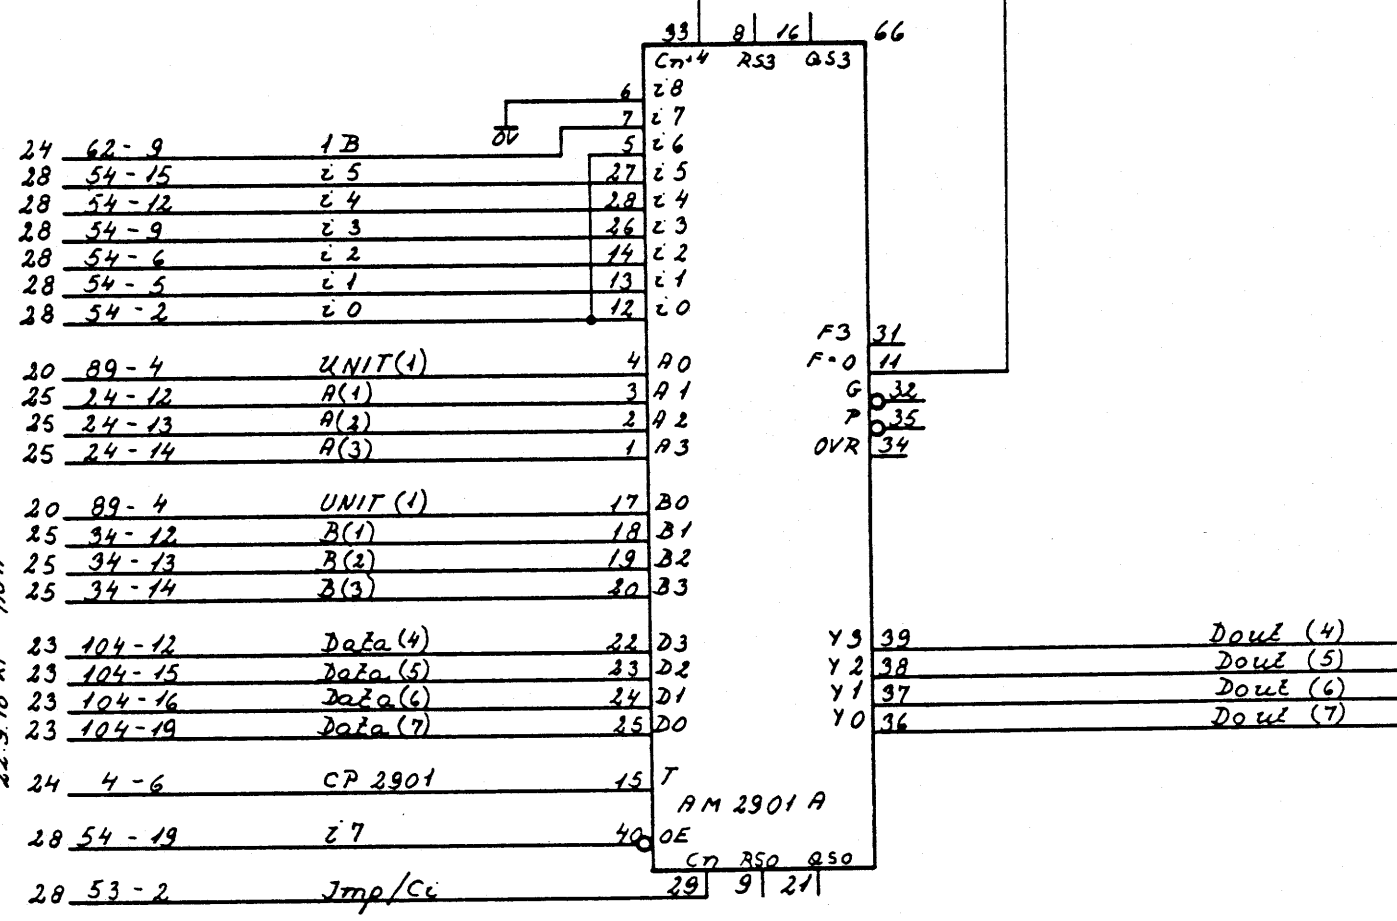 33 8 16 66
Cn+4 RS3 QS3
6 i8
0V 7 i7
24 62-9 1B 5 i6
28 54-15 i5 27 i5
28 54-12 i4 28 i4
28 54-9 i3 26 i3
28 54-6 i2 14 i2
28 54-5 i1 13 i1
28 54-2 i0 12 i0
F3 31
20 89-4 UNIT(1) 4 A0 F=0 11
25 24-12 A(1) 3 A1 G 32
25 24-13 A(2) 2 A2 P 35
25 24-14 A(3) 1 A3 OVR 34
20 89-4 UNIT(1) 17 B0
25 34-12 B(1) 18 B1
25 34-13 B(2) 19 B2
25 34-14 B(3) 20 B3
23 104-12 Data(4) 22 D3 Y3 39 Dout (4)
23 104-15 Data(5) 23 D2 Y2 38 Dout (5)
23 104-16 Data(6) 24 D1 Y1 37 Dout (6)
23 104-19 Data(7) 25 D0 Y0 36 Dout (7)
24 4-6 CP 2901 15 T
AM 2901 A
28 54-19 i7 40 OE
Cn RS0 QS0
28 53-2 Jmp/Ci 29 9 21